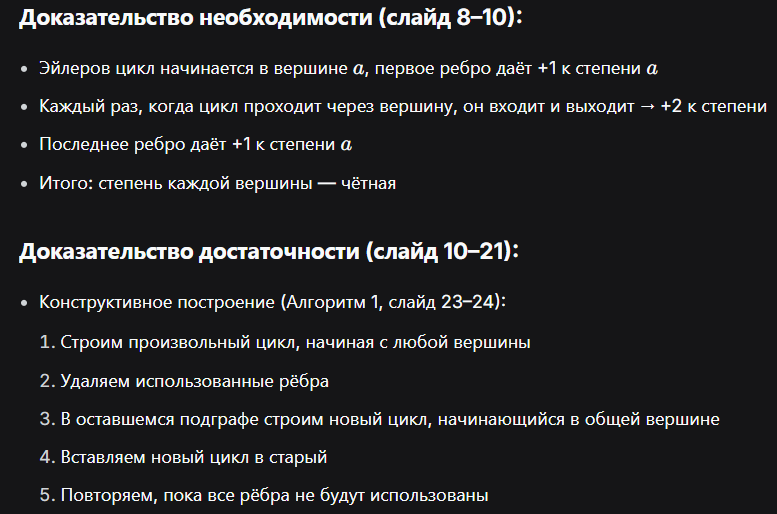 Доказательство необходимости (слайд 8–10):
• Эйлеров цикл начинается в вершине a, первое ребро даёт +1 к степени a
• Каждый раз, когда цикл проходит через вершину, он входит и выходит → +2 к степени
• Последнее ребро даёт +1 к степени a
• Итого: степень каждой вершины — чётная
Доказательство достаточности (слайд 10–21):
• Конструктивное построение (Алгоритм 1, слайд 23–24):
1. Строим произвольный цикл, начиная с любой вершины
2. Удаляем использованные рёбра
3. В оставшемся подграфе строим новый цикл, начинающийся в общей вершине
4. Вставляем новый цикл в старый
5. Повторяем, пока все рёбра не будут использованы